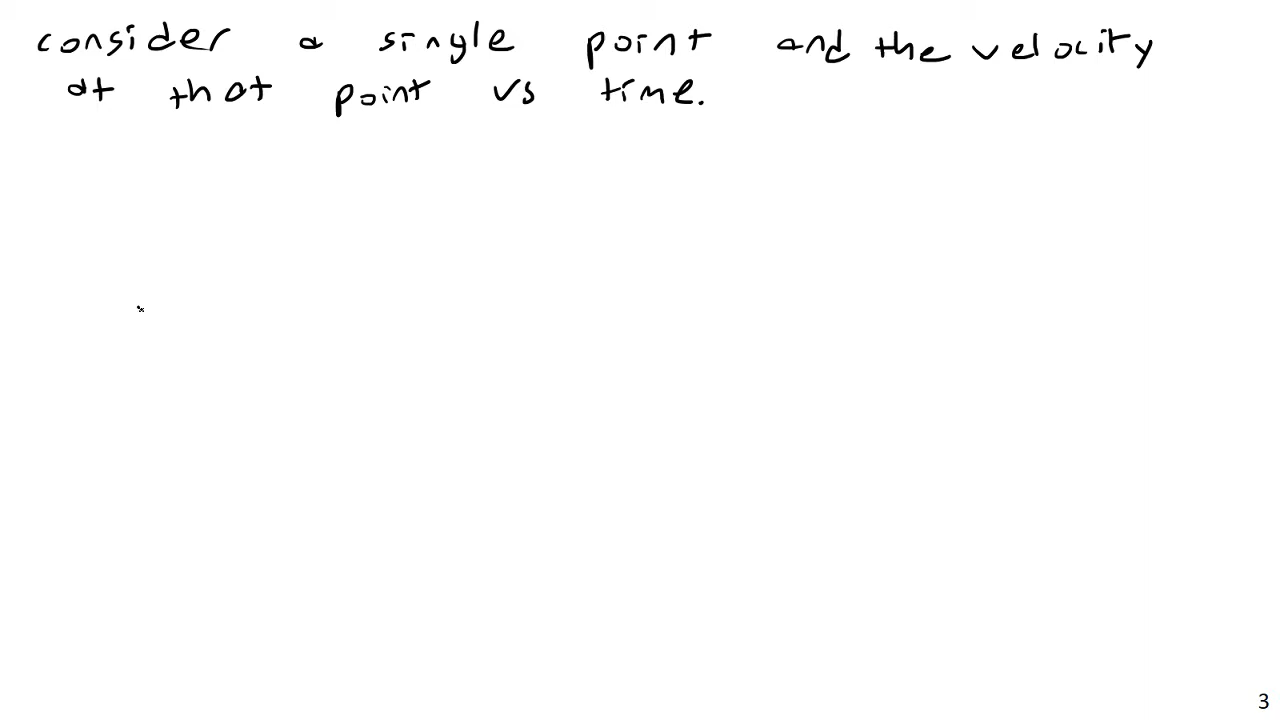 consider a single point and the velocity
at that point vs time.
3